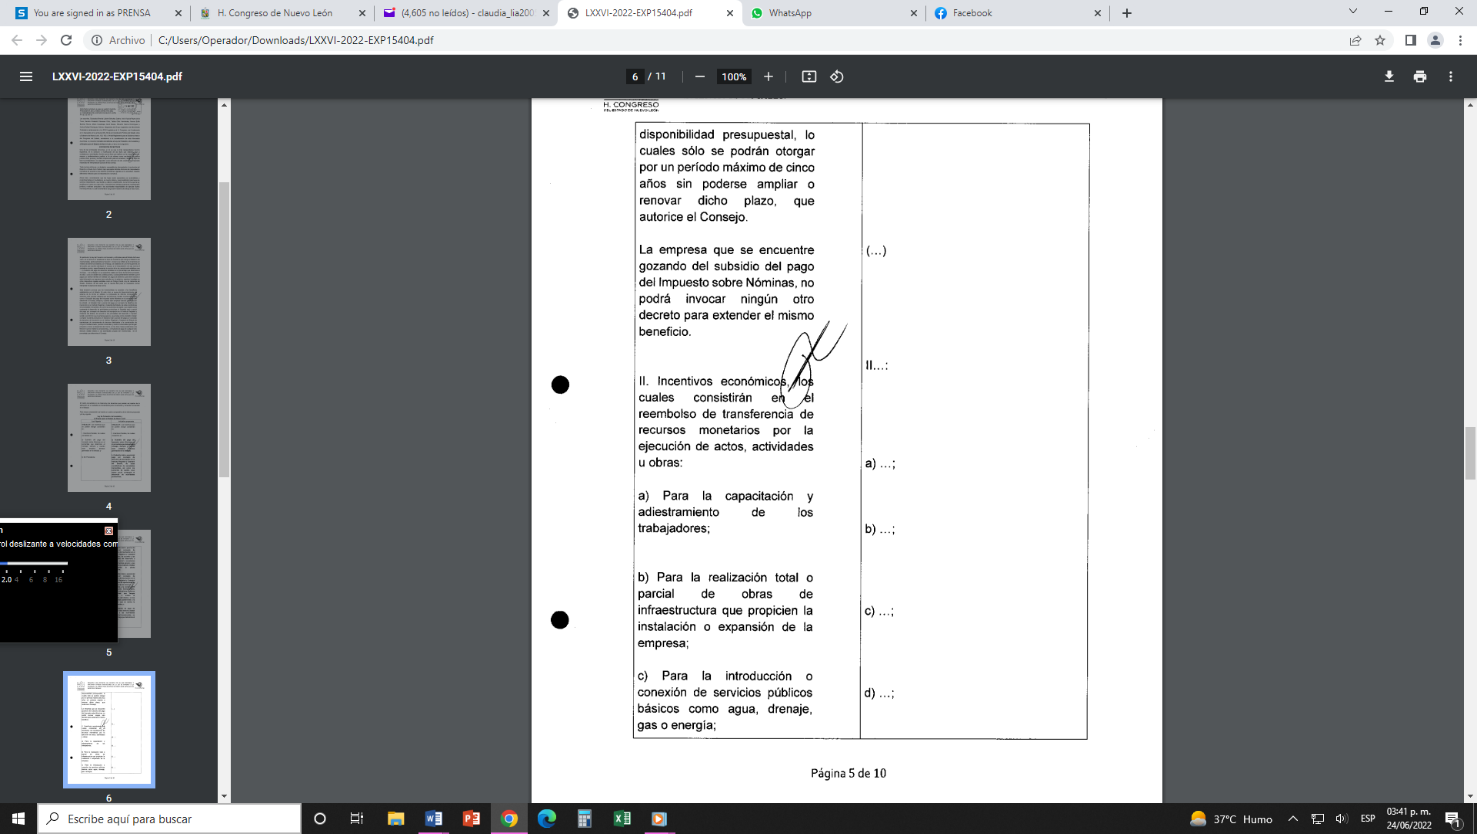 You are signed in as PRENSA
H. Congreso de Nuevo León
(4,605 no leídos) - claudia_lia200
LXXVI-2022-EXP15404.pdf
WhatsApp
Facebook
Archivo
C:/Users/Operador/Downloads/LXXVI-2022-EXP15404.pdf
LXXVI-2022-EXP15404.pdf
6 / 11
100%
2
3
4
5
6
rol deslizante a velocidades com
2.0 4 6 8 16
H. CONGRESO
disponibilidad presupuestal, lo
cuales sólo se podrán otorgar
por un período máximo de cinco
años sin poderse ampliar o
renovar dicho plazo, que
autorice el Consejo.
La empresa que se encuentre
gozando del subsidio del pago
del Impuesto sobre Nóminas, no
podrá invocar ningún otro
decreto para extender el mismo
beneficio.
II. Incentivos económicos, los
cuales consistirán en el
reembolso de transferencia de
recursos monetarios por la
ejecución de actos, actividades
u obras:
a) Para la capacitación y
adiestramiento de los
trabajadores;
b) Para la realización total o
parcial de obras de
infraestructura que propicien la
instalación o expansión de la
empresa;
c) Para la introducción o
conexión de servicios públicos
básicos como agua, drenaje,
gas o energía;
(...)
II...:
a) ...;
b) ...;
c) ...;
d) ...;
Página 5 de 10
Escribe aquí para buscar
37°C Humo
ESP
03:41 p. m.
24/06/2022
1